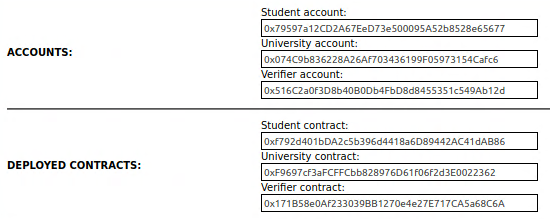 Student account:
0x79597a12CD2A67EeD73e500095A52b8528e65677
University account:
ACCOUNTS:
0x074C9b836228A26Af703436199F05973154Cafc6
Verifier account:
0x516C2a0f3D8b40B0Db4FbD8d8455351c549Ab12d
Student contract:
0xf792d401bDA2c5b396d4418a6D89442AC41dAB86
University contract:
DEPLOYED CONTRACTS:
0xF9697cf3aFCFFCbb828976D61f06f2d3E0022362
Verifier contract:
0x171B58e0Af233039BB1270e4e27E717CA5a68C6A